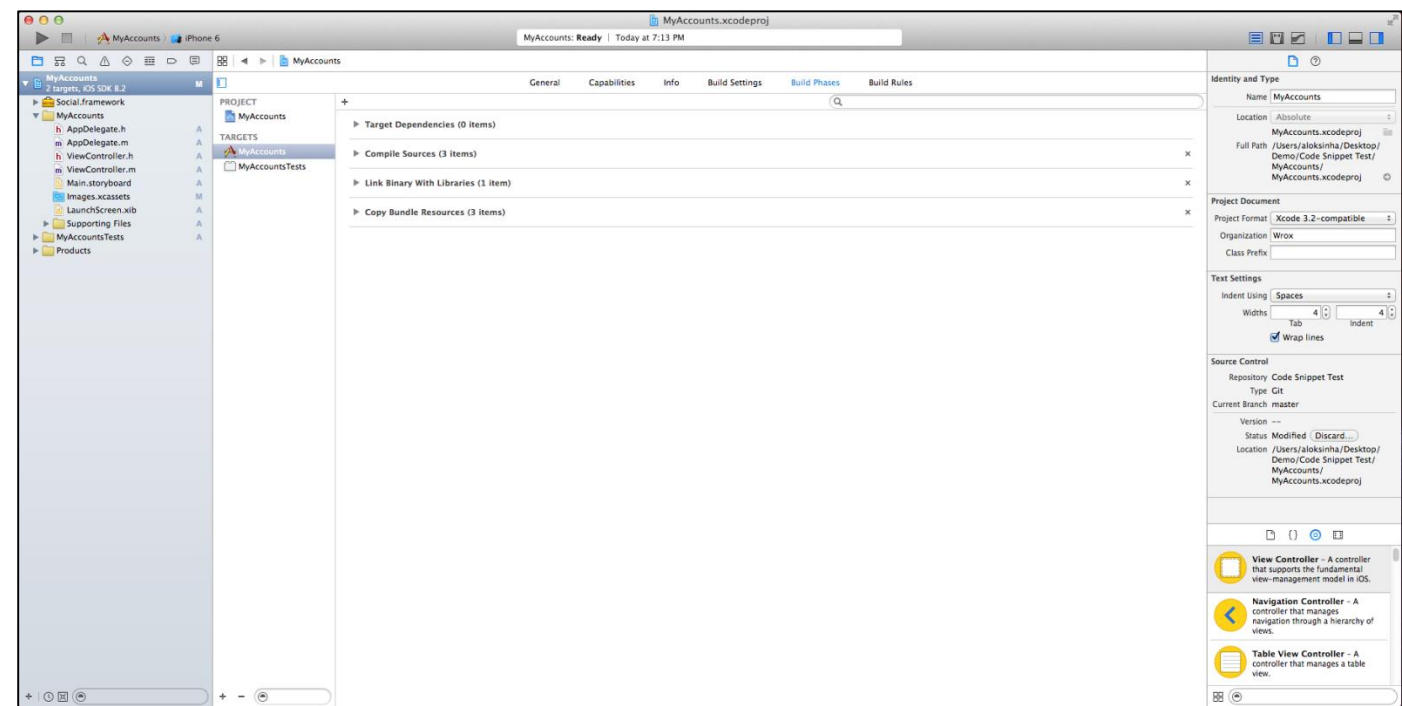 MyAccounts.xcodeproj
MyAccounts iPhone 6
MyAccounts: Ready | Today at 7:13 PM
MyAccounts
2 targets, iOS SDK 8.2
M
Social.framework
MyAccounts
h AppDelegate.h A
m AppDelegate.m A
h ViewController.h A
m ViewController.m A
Main.storyboard A
Images.xcassets M
LaunchScreen.xib A
Supporting Files A
MyAccountsTests A
Products
MyAccounts
General Capabilities Info Build Settings Build Phases Build Rules
PROJECT
MyAccounts
TARGETS
MyAccounts
MyAccountsTests
Target Dependencies (0 items)
Compile Sources (3 items)
Link Binary With Libraries (1 item)
Copy Bundle Resources (3 items)
Identity and Type
Name MyAccounts
Location Absolute
MyAccounts.xcodeproj
Full Path /Users/aloksinha/Desktop/
Demo/Code Snippet Test/
MyAccounts/
MyAccounts.xcodeproj
Project Document
Project Format Xcode 3.2-compatible
Organization Wrox
Class Prefix
Text Settings
Indent Using Spaces
Widths 4 4
Tab Indent
Wrap lines
Source Control
Repository Code Snippet Test
Type Git
Current Branch master
Version --
Status Modified Discard...
Location /Users/aloksinha/Desktop/
Demo/Code Snippet Test/
MyAccounts/
MyAccounts.xcodeproj
{}
View Controller - A controller
that supports the fundamental
view-management model in iOS.
Navigation Controller - A
controller that manages
navigation through a hierarchy of
views.
Table View Controller - A
controller that manages a table
view.